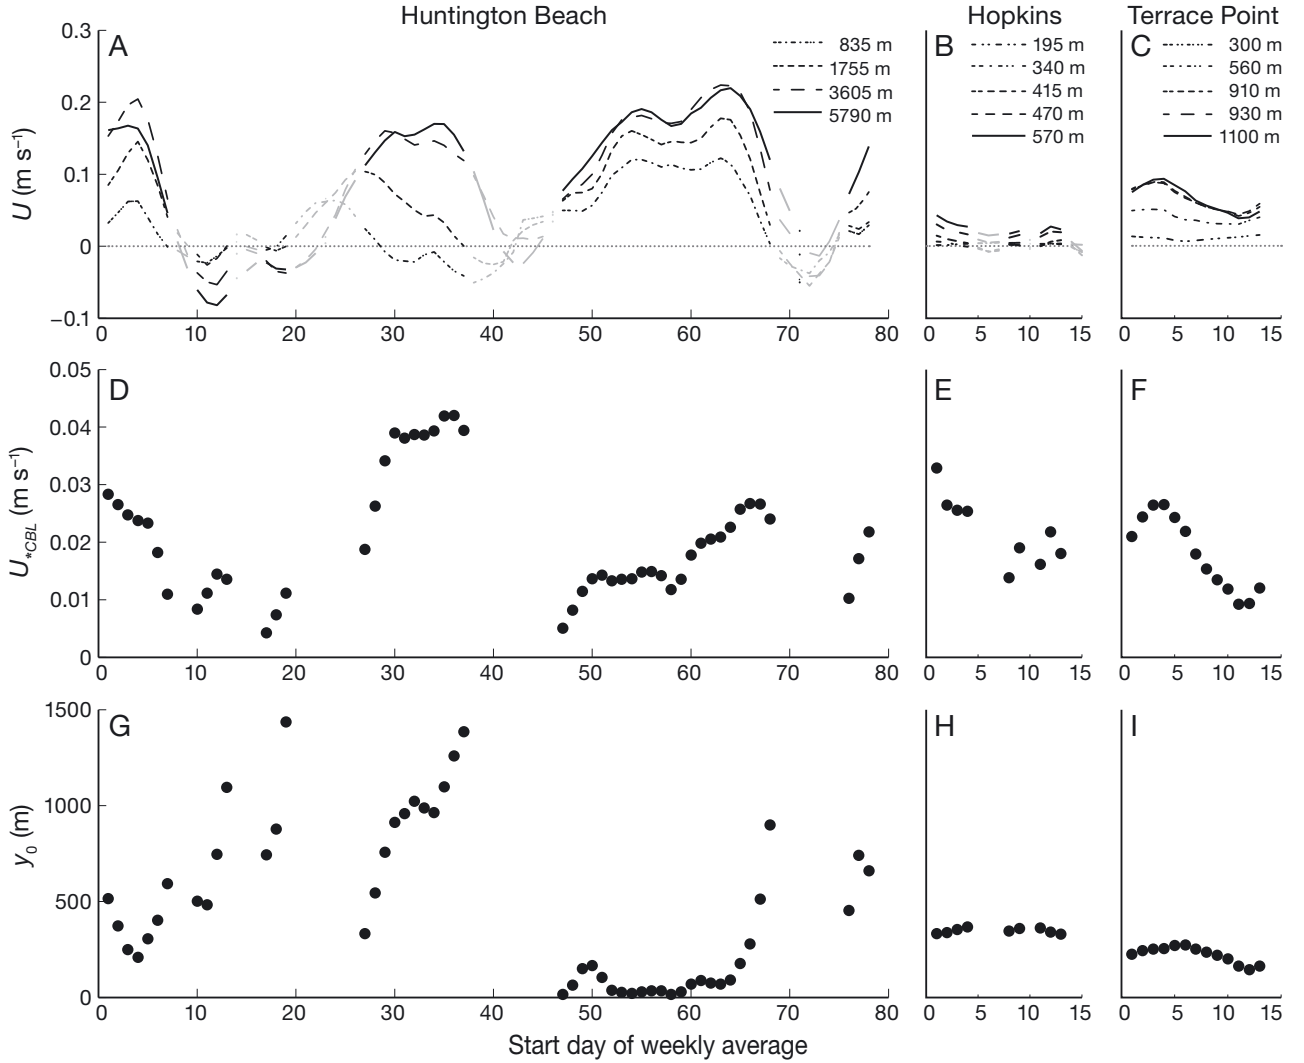 Huntington Beach Hopkins Terrace Point
A B C
0.3
0.2
0.1
0
−0.1
U (m s⁻¹)
835 m
1755 m
3605 m
5790 m
195 m
340 m
415 m
470 m
570 m
300 m
560 m
910 m
930 m
1100 m
0 10 20 30 40 50 60 70 80 0 5 10 15 0 5 10 15
D E F
0.05
0.04
0.03
0.02
0.01
0
U*CBL (m s⁻¹)
0 10 20 30 40 50 60 70 80 0 5 10 15 0 5 10 15
G H I
1500
1000
500
0
y₀ (m)
0 10 20 30 40 50 60 70 80 0 5 10 15 0 5 10 15
Start day of weekly average